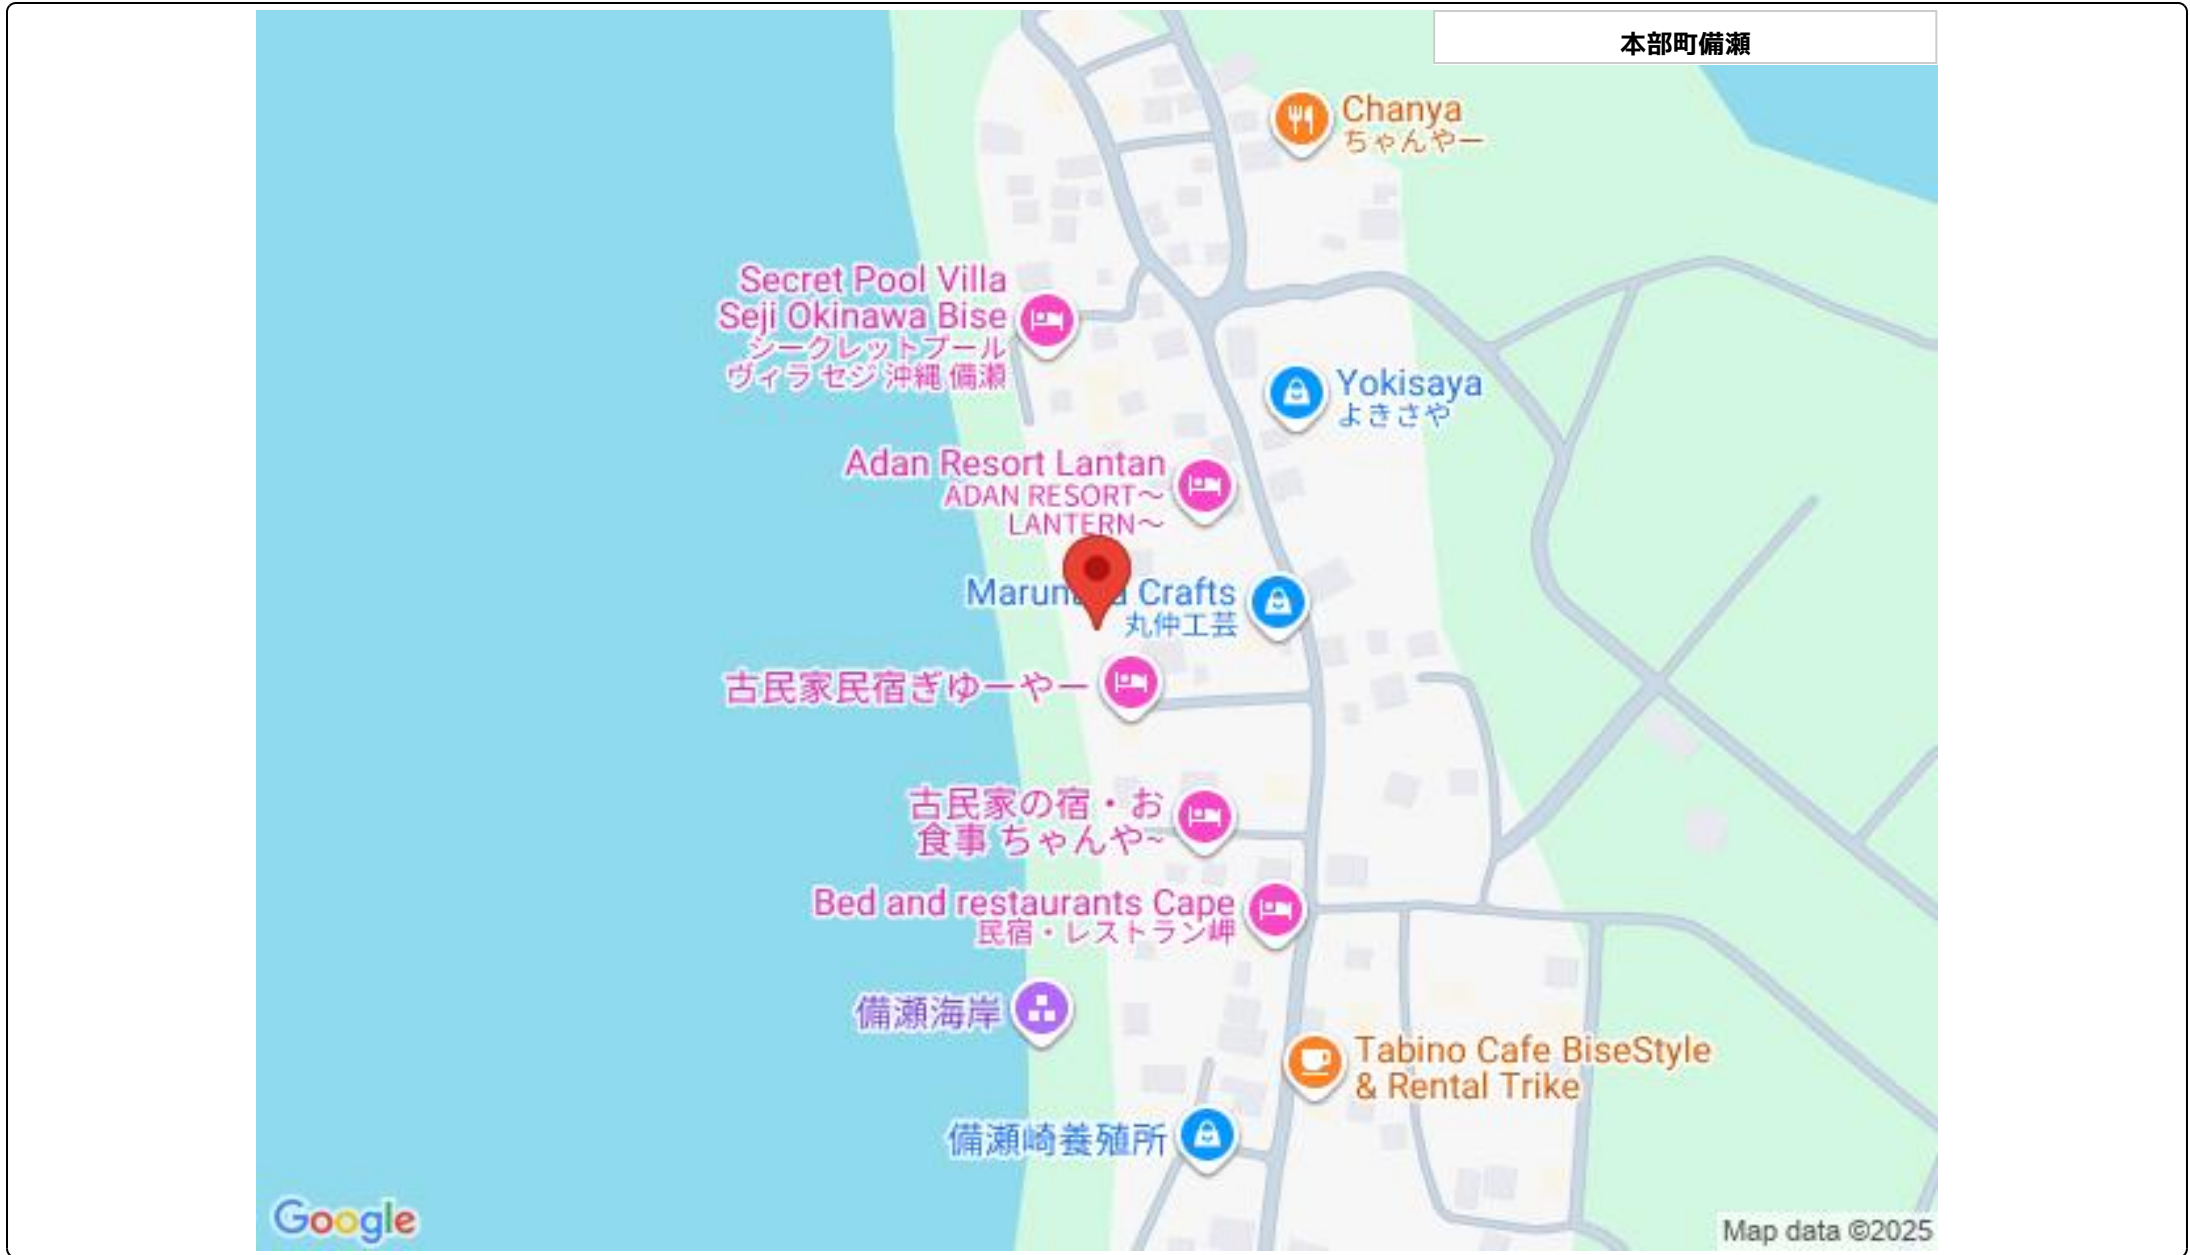 本部町備瀬
Chanya
ちゃんやー
Secret Pool Villa
Seji Okinawa Bise
シークレットプール
ヴィラ セジ 沖縄 備瀬
Yokisaya
よきさや
Adan Resort Lantan
ADAN RESORT〜
LANTERN〜
Crafts
丸仲工芸
古民家民宿ぎゆーやー
古民家の宿・お
食事 ちゃんや~
Bed and restaurants Cape
民宿・レストラン岬
備瀬海岸
Tabino Cafe BiseStyle
& Rental Trike
備瀬崎養殖所
Google
Map data ©2025